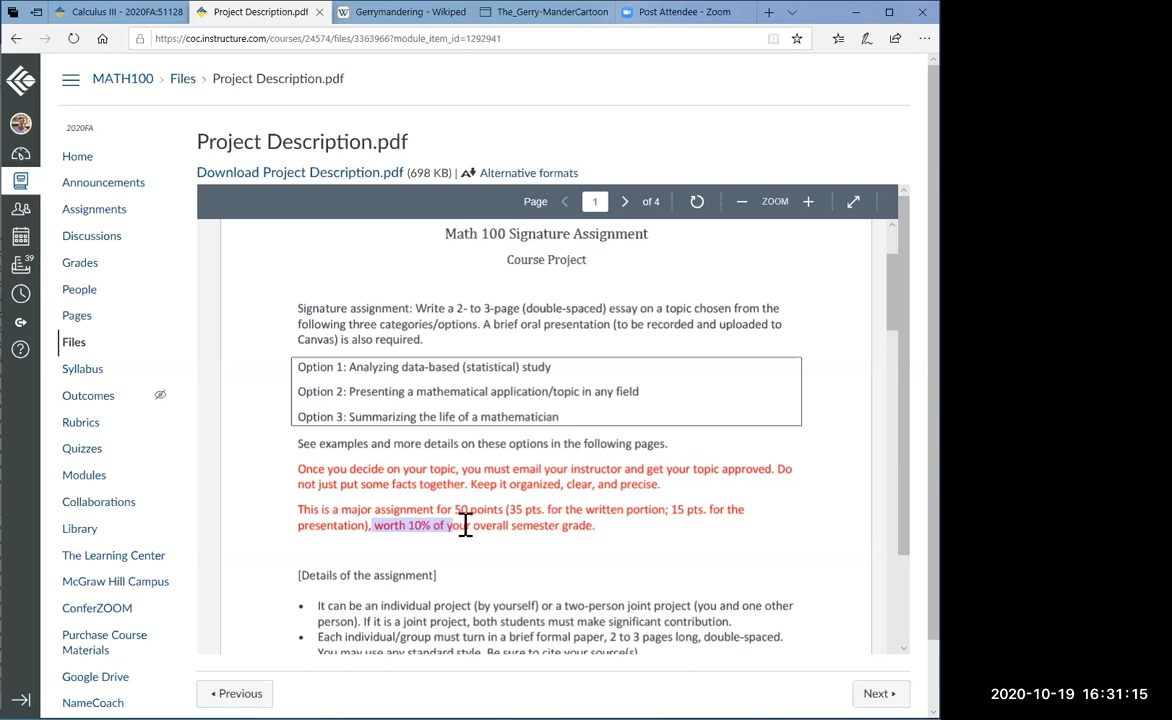 Calculus III - 2020FA:51128
Project Description.pdf
Gerrymandering - Wikiped
The_Gerry-ManderCartoon
Post Attendee - Zoom
https://coc.instructure.com/courses/24574/files/3363966?module_item_id=1292941
MATH100 › Files › Project Description.pdf
2020FA
Home
Announcements
Assignments
Discussions
Grades
People
Pages
Files
Syllabus
Outcomes
Rubrics
Quizzes
Modules
Collaborations
Library
The Learning Center
McGraw Hill Campus
ConferZOOM
Purchase Course
Materials
Google Drive
NameCoach
39
Project Description.pdf
Download Project Description.pdf (698 KB) | Alternative formats
Page 1 of 4 ZOOM
Math 100 Signature Assignment
Course Project
Signature assignment: Write a 2- to 3-page (double-spaced) essay on a topic chosen from the
following three categories/options. A brief oral presentation (to be recorded and uploaded to
Canvas) is also required.
Option 1: Analyzing data-based (statistical) study
Option 2: Presenting a mathematical application/topic in any field
Option 3: Summarizing the life of a mathematician
See examples and more details on these options in the following pages.
Once you decide on your topic, you must email your instructor and get your topic approved. Do
not just put some facts together. Keep it organized, clear, and precise.
This is a major assignment for 50 points (35 pts. for the written portion; 15 pts. for the
presentation), worth 10% of your overall semester grade.
[Details of the assignment]
• It can be an individual project (by yourself) or a two-person joint project (you and one other
person). If it is a joint project, both students must make significant contribution.
• Each individual/group must turn in a brief formal paper, 2 to 3 pages long, double-spaced.
You may use any standard style. Be sure to cite your source(s).
Previous
Next
2020-10-19 16:31:15